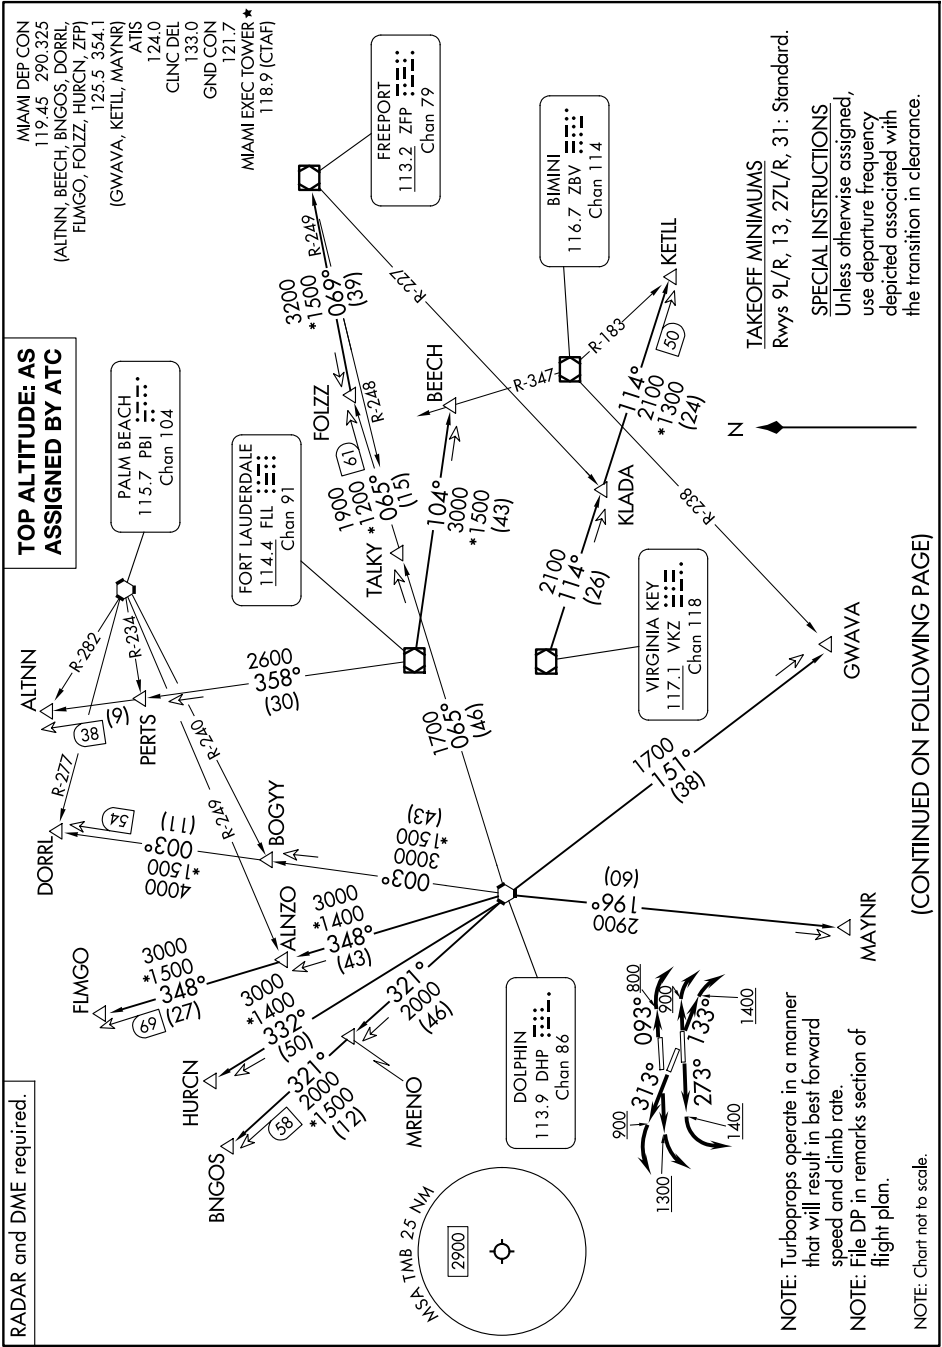 RADAR and DME required.
TOP ALTITUDE: AS
ASSIGNED BY ATC
MIAMI DEP CON
119.45 290.325
(ALTNN, BEECH, BNGOS, DORRL,
FLMGO, FOLZZ, HURCN, ZFP)
125.5 354.1
(GWAVA, KETLL, MAYNR)
ATIS
124.0
CLNC DEL
133.0
GND CON
121.7
MIAMI EXEC TOWER ★
118.9 (CTAF)
PALM BEACH
115.7 PBI
Chan 104
FORT LAUDERDALE
114.4 FLL
Chan 91
FREEPORT
113.2 ZFP
Chan 79
BIMINI
116.7 ZBV
Chan 114
VIRGINIA KEY
117.1 VKZ
Chan 118
DOLPHIN
113.9 DHP
Chan 86
ALTNN
R-282
R-234
38
(9)
PERTS
R-277
R-240
R-249
2600
358°
(30)
DORRL
54
4000
*1500
003°
(11)
BOGYY
3000
*1500
003°
(43)
FLMGO
3000
*1500
348°
(27)
69
ALNZO
3000
*1400
348°
(43)
HURCN
3000
*1400
332°
(50)
BNGOS
58
321°
2000
*1500
(12)
MRENO
321°
2000
(46)
1700
065°
(46)
TALKY
1900
*1200
065°
(15)
61
FOLZZ
R-248
3200
*1500
069°
(39)
R-249
R-227
BEECH
104°
3000
*1500
(43)
R-347
R-183
KETLL
50
114°
2100
*1300
(24)
KLADA
2100
114°
(26)
R-238
GWAVA
1700
151°
(38)
MAYNR
2900
196°
(60)
N
MSA TMB 25 NM
2900
313°
093°
273°
133°
900
800
900
1300
1400
1400
TAKEOFF MINIMUMS
Rwys 9L/R, 13, 27L/R, 31: Standard.
SPECIAL INSTRUCTIONS
Unless otherwise assigned,
use departure frequency
depicted associated with
the transition in clearance.
NOTE: Turboprops operate in a manner
that will result in best forward
speed and climb rate.
NOTE: File DP in remarks section of
flight plan.
NOTE: Chart not to scale.
(CONTINUED ON FOLLOWING PAGE)